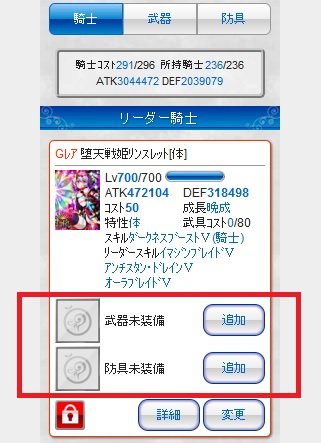 騎士 武器 防具
騎士ｺｽﾄ291/296 所持騎士236/236
ATK3044472 DEF2039079
リーダー騎士
Gﾚｱ 堕天戦姫ﾘﾝｽﾚｯﾄ[体]
Lv700/700
ATK472104 DEF318498
ｺｽﾄ50 成長晩成
特性体 武具ｺｽﾄ0/80
ｽｷﾙﾀﾞｰｸﾈｽﾌﾞｰｽﾄⅤ(騎士)
ﾘｰﾀﾞｰｽｷﾙｲﾏｼﾞﾝﾌﾞﾚｲﾄﾞⅤ
ｱﾝﾁｽﾀﾝ･ﾄﾞﾚｲﾝⅤ
ｵｰﾗﾌﾞﾚｲﾄﾞⅤ
武器未装備 追加
防具未装備 追加
詳細 変更